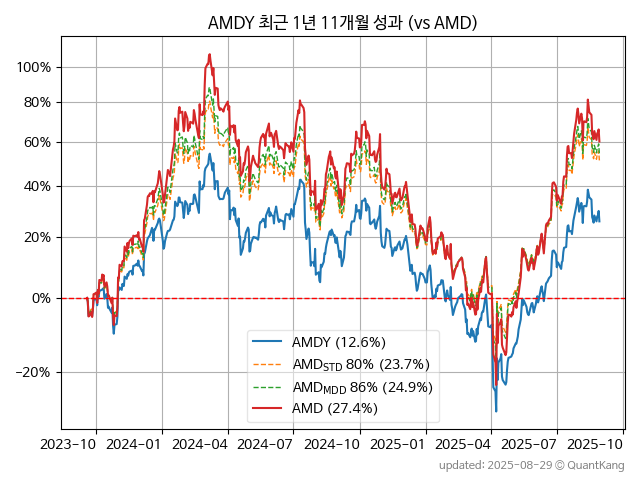 AMDY 최근 1년 11개월 성과 (vs AMD)
100%
80%
60%
40%
20%
0%
−20%
AMDY (12.6%)
AMD_STD 80% (23.7%)
AMD_MDD 86% (24.9%)
AMD (27.4%)
2023−10 2024−01 2024−04 2024−07 2024−10 2025−01 2025−04 2025−07 2025−10
updated: 2025-08-29 © QuantKang